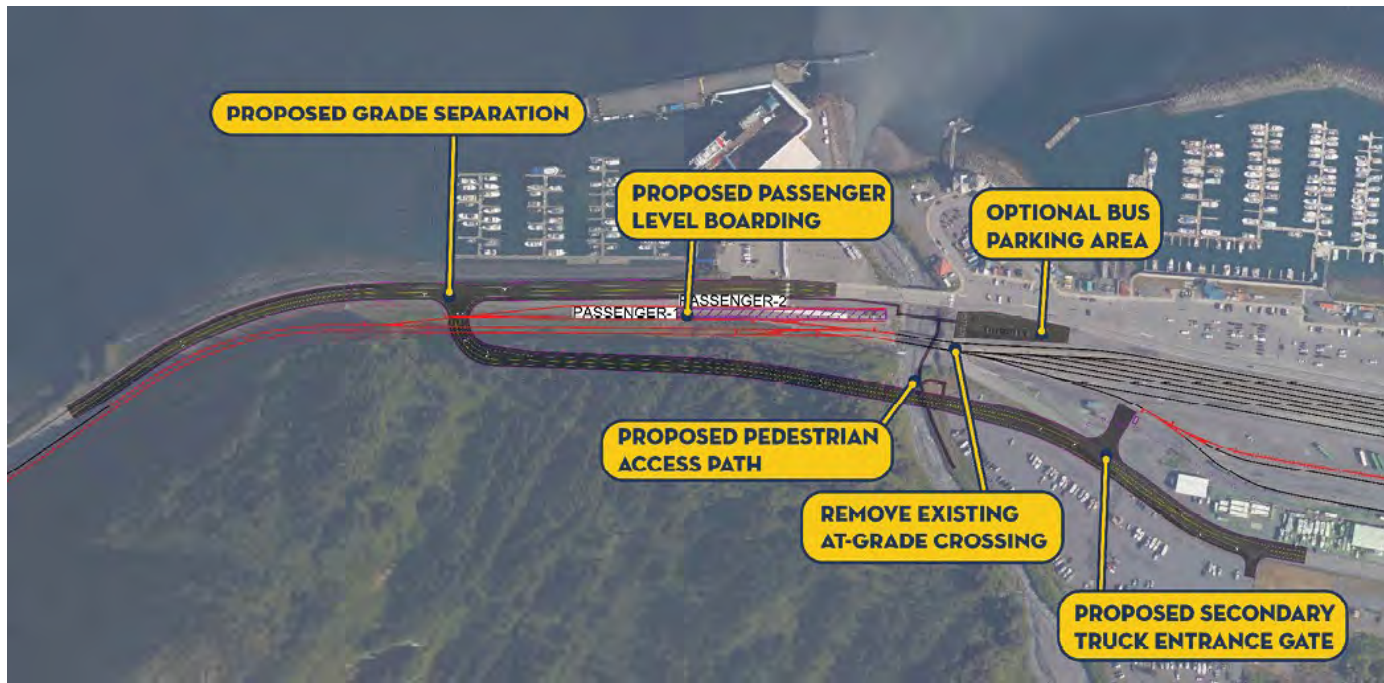 PROPOSED GRADE SEPARATION
PROPOSED PASSENGER
LEVEL BOARDING
OPTIONAL BUS
PARKING AREA
PASSENGER-2
PASSENGER-1
PROPOSED PEDESTRIAN
ACCESS PATH
REMOVE EXISTING
AT-GRADE CROSSING
PROPOSED SECONDARY
TRUCK ENTRANCE GATE